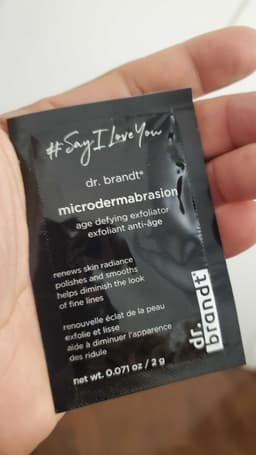 #SayILoveYou
dr. brandt®
microdermabrasion
age defying exfoliator
exfoliant anti-âge
renews skin radiance
polishes and smooths
helps diminish the look
of fine lines
renouvelle éclat de la peau
exfolie et lisse
aide à diminuer l'apparence
des ridule
net wt. 0.071 oz / 2 g
dr.
brandt